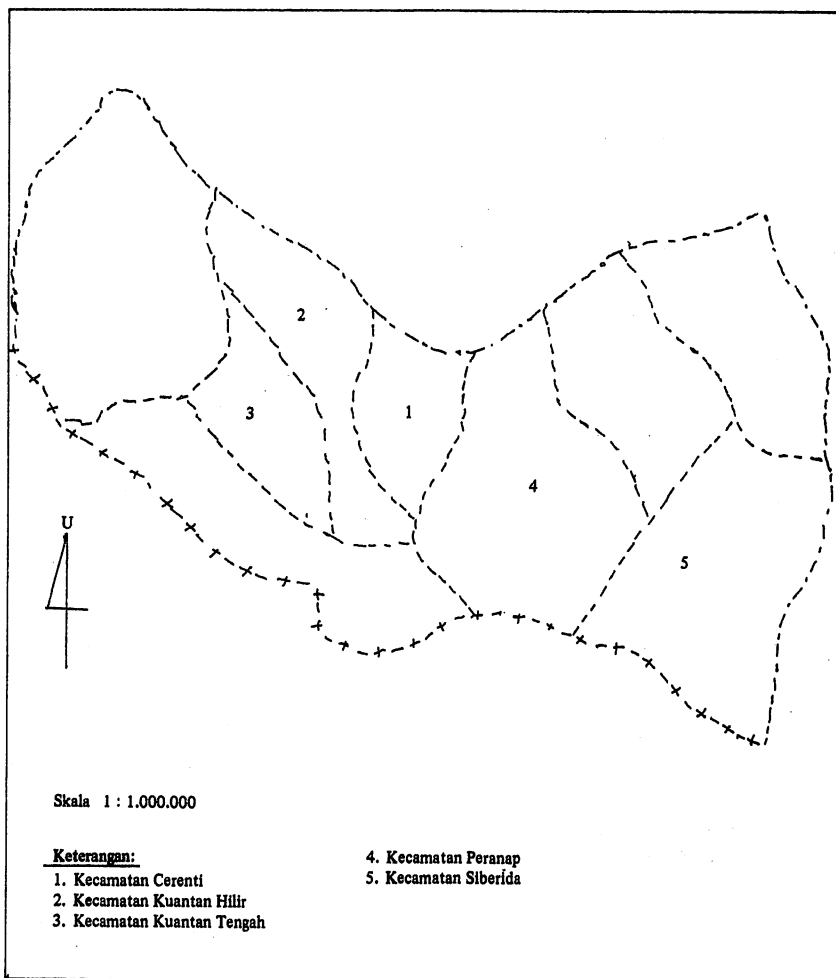 2
3
1
4
5
U
Skala 1 : 1.000.000
Keterangan:
1. Kecamatan Cerenti
2. Kecamatan Kuantan Hilir
3. Kecamatan Kuantan Tengah
4. Kecamatan Peranap
5. Kecamatan Siberida